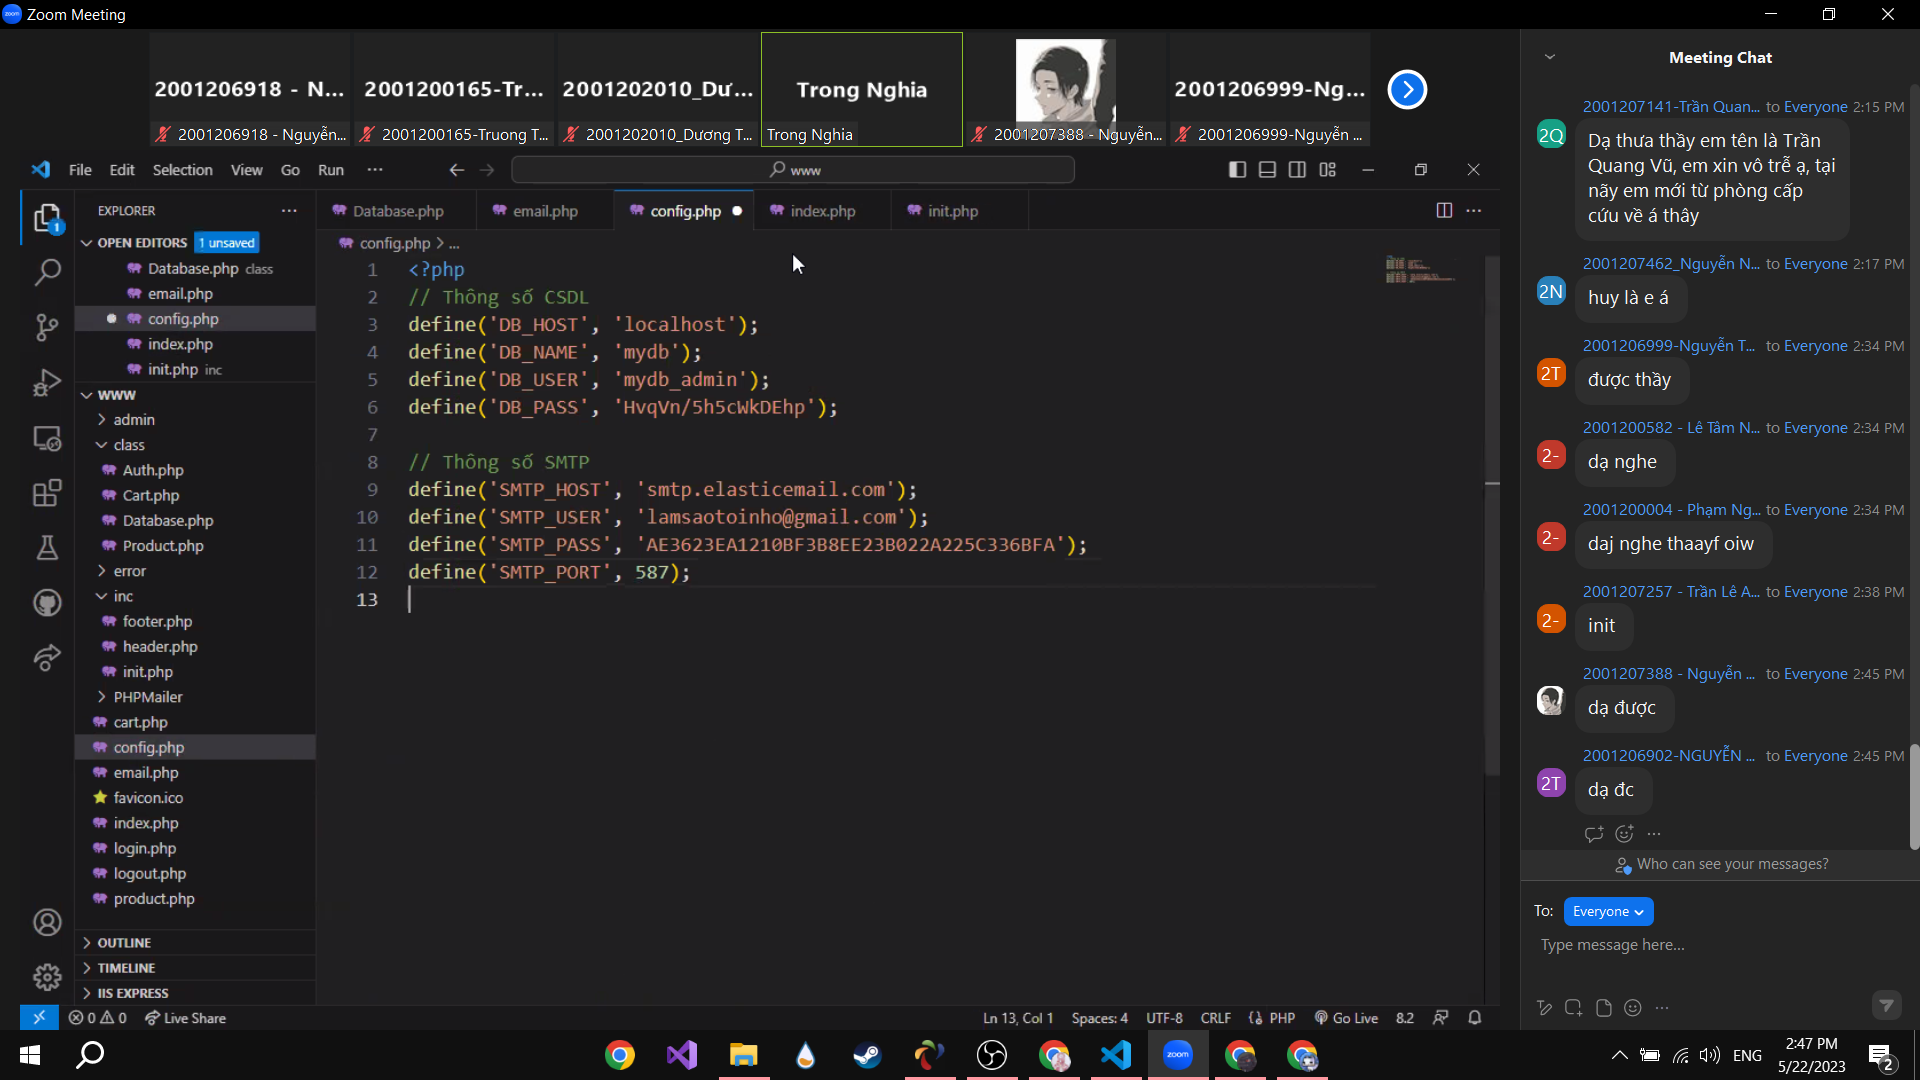 Zoom Meeting
2001206918 - N...
2001200165-Tr...
2001202010_Dư...
Trong Nghia
2001206999-Ng...
2001206918 - Nguyễn...
2001200165-Truong T...
2001202010_Dương T...
Trong Nghia
2001207388 - Nguyễn...
2001206999-Nguyễn ...
File Edit Selection View Go Run ...
www
EXPLORER
OPEN EDITORS 1 unsaved
Database.php class
email.php
config.php
index.php
init.php inc
WWW
admin
class
Auth.php
Cart.php
Database.php
Product.php
error
inc
footer.php
header.php
init.php
PHPMailer
cart.php
config.php
email.php
favicon.ico
index.php
login.php
logout.php
product.php
OUTLINE
TIMELINE
IIS EXPRESS
Database.php
email.php
config.php
index.php
init.php
config.php > ...
1 <?php
2 // Thông số CSDL
3 define('DB_HOST', 'localhost');
4 define('DB_NAME', 'mydb');
5 define('DB_USER', 'mydb_admin');
6 define('DB_PASS', 'HvqVn/5h5cWkDEhp');
7
8 // Thông số SMTP
9 define('SMTP_HOST', 'smtp.elasticemail.com');
10 define('SMTP_USER', 'lamsaotoinho@gmail.com');
11 define('SMTP_PASS', 'AE3623EA1210BF3B8EE23B022A225C336BFA');
12 define('SMTP_PORT', 587);
13
0 0 Live Share
Ln 13, Col 1 Spaces: 4 UTF-8 CRLF PHP Go Live 8.2
Meeting Chat
2001207141-Trần Quan... to Everyone 2:15 PM
2Q
Dạ thưa thầy em tên là Trần
Quang Vũ, em xin vô trễ ạ, tại
nãy em mới từ phòng cấp
cứu về á thây
2001207462_Nguyễn N... to Everyone 2:17 PM
2N
huy là e á
2001206999-Nguyễn T... to Everyone 2:34 PM
2T
được thầy
2001200582 - Lê Tâm N... to Everyone 2:34 PM
2-
dạ nghe
2001200004 - Phạm Ng... to Everyone 2:34 PM
2-
daj nghe thaayf oiw
2001207257 - Trần Lê A... to Everyone 2:38 PM
2-
init
2001207388 - Nguyễn ... to Everyone 2:45 PM
dạ được
2001206902-NGUYỄN ... to Everyone 2:45 PM
2T
dạ đc
Who can see your messages?
To: Everyone
Type message here...
zoom
ENG
2:47 PM
5/22/2023
2